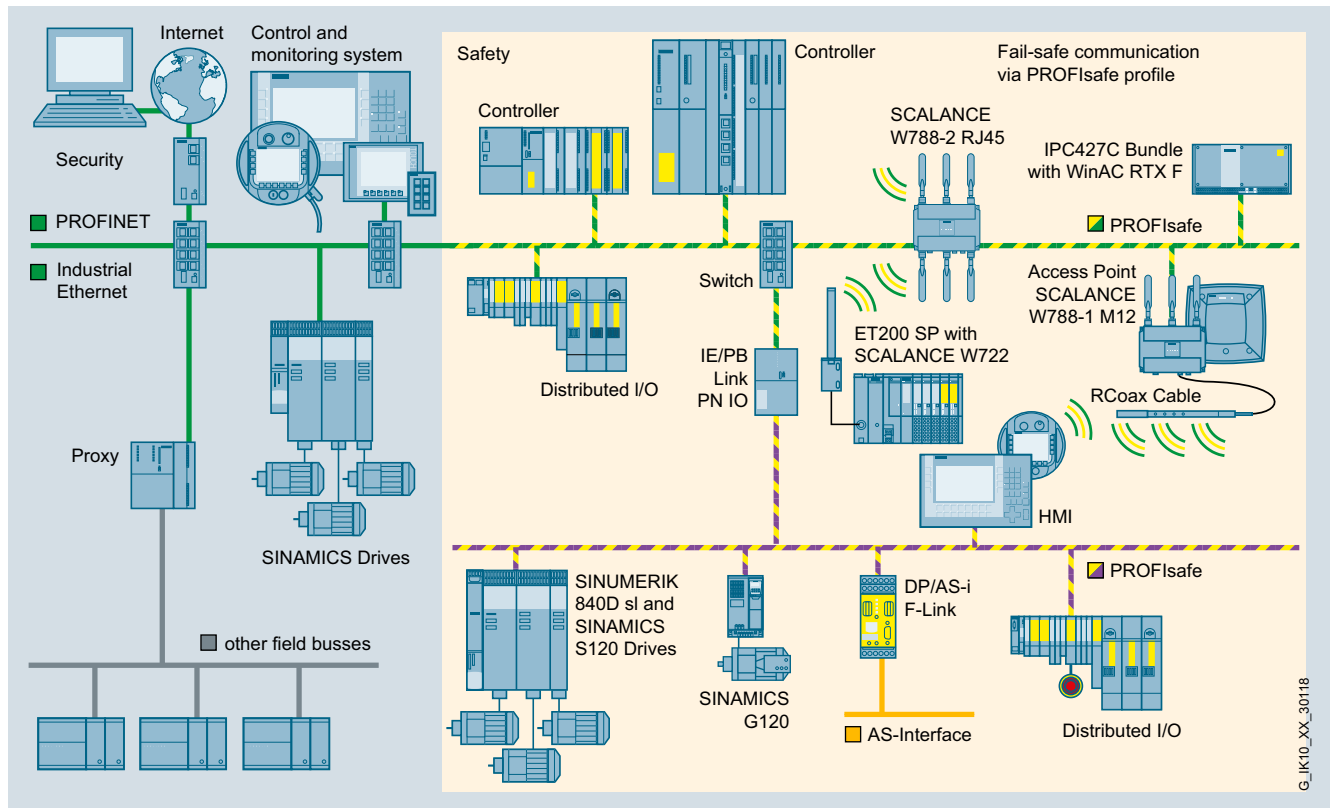 Internet
Control and
monitoring system
Security
PROFINET
Industrial
Ethernet
Proxy
SINAMICS Drives
other field busses
Safety
Controller
Controller
Fail-safe communication
via PROFIsafe profile
SCALANCE
W788-2 RJ45
IPC427C Bundle
with WinAC RTX F
PROFIsafe
Switch
Access Point
SCALANCE
W788-1 M12
Distributed I/O
IE/PB
Link
PN IO
ET200 SP with
SCALANCE W722
RCoax Cable
HMI
PROFIsafe
SINUMERIK
840D sl and
SINAMICS
S120 Drives
SINAMICS
G120
DP/AS-i
F-Link
AS-Interface
Distributed I/O
G_IK10_XX_30118